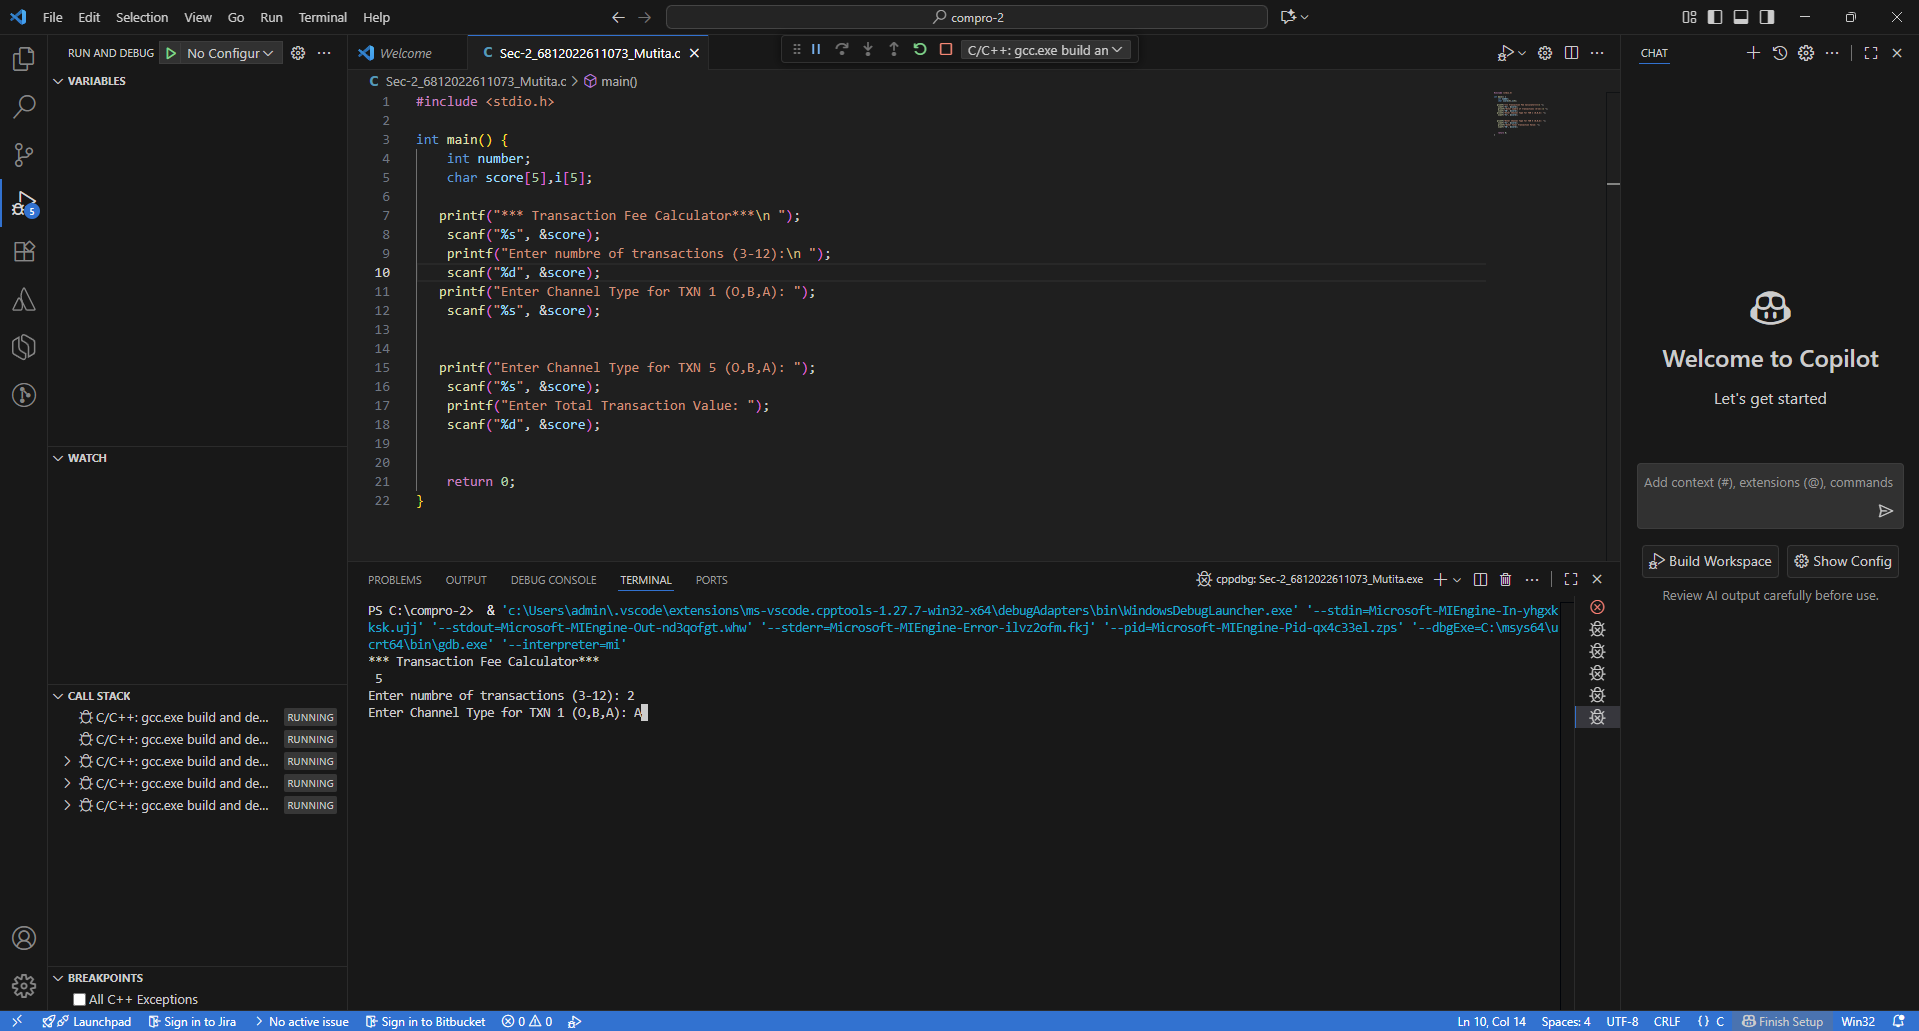 File Edit Selection View Go Run Terminal Help
compro-2
RUN AND DEBUG No Configur
VARIABLES
WATCH
CALL STACK
C/C++: gcc.exe build and de... RUNNING
C/C++: gcc.exe build and de... RUNNING
C/C++: gcc.exe build and de... RUNNING
C/C++: gcc.exe build and de... RUNNING
C/C++: gcc.exe build and de... RUNNING
BREAKPOINTS
All C++ Exceptions
5
Welcome
C Sec-2_6812022611073_Mutita.c
C/C++: gcc.exe build an
C Sec-2_6812022611073_Mutita.c > main()
1 #include <stdio.h>
2
3 int main() {
4 int number;
5 char score[5],i[5];
6
7 printf("*** Transaction Fee Calculator***\n ");
8 scanf("%s", &score);
9 printf("Enter numbre of transactions (3-12):\n ");
10 scanf("%d", &score);
11 printf("Enter Channel Type for TXN 1 (O,B,A): ");
12 scanf("%s", &score);
13
14
15 printf("Enter Channel Type for TXN 5 (O,B,A): ");
16 scanf("%s", &score);
17 printf("Enter Total Transaction Value: ");
18 scanf("%d", &score);
19
20
21 return 0;
22 }
PROBLEMS OUTPUT DEBUG CONSOLE TERMINAL PORTS
cppdbg: Sec-2_6812022611073_Mutita.exe
PS C:\compro-2> & 'c:\Users\admin\.vscode\extensions\ms-vscode.cpptools-1.27.7-win32-x64\debugAdapters\bin\WindowsDebugLauncher.exe' '--stdin=Microsoft-MIEngine-In-yhgxk
ksk.ujj' '--stdout=Microsoft-MIEngine-Out-nd3qofgt.whw' '--stderr=Microsoft-MIEngine-Error-ilvz2ofm.fkj' '--pid=Microsoft-MIEngine-Pid-qx4c33el.zps' '--dbgExe=C:\msys64\u
crt64\bin\gdb.exe' '--interpreter=mi'
*** Transaction Fee Calculator***
5
Enter numbre of transactions (3-12): 2
Enter Channel Type for TXN 1 (O,B,A): A
CHAT
Welcome to Copilot
Let's get started
Add context (#), extensions (@), commands
Build Workspace
Show Config
Review AI output carefully before use.
Launchpad Sign in to Jira > No active issue Sign in to Bitbucket 0 0
Ln 10, Col 14 Spaces: 4 UTF-8 CRLF {} C Finish Setup Win32